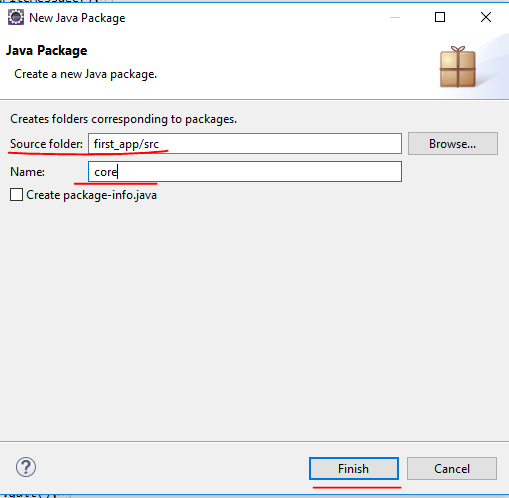 New Java Package
Java Package
Create a new Java package.
Creates folders corresponding to packages.
Source folder: first_app/src Browse...
Name: core
Create package-info.java
? Finish Cancel